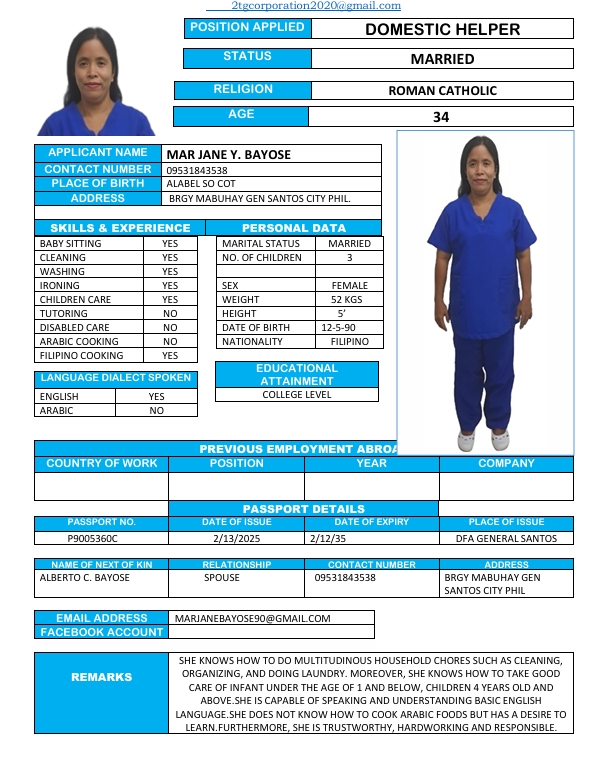 2tgcorporation2020@gmail.com
POSITION APPLIED DOMESTIC HELPER
STATUS MARRIED
RELIGION ROMAN CATHOLIC
AGE 34
APPLICANT NAME MAR JANE Y. BAYOSE
CONTACT NUMBER 09531843538
PLACE OF BIRTH ALABEL SO COT
ADDRESS BRGY MABUHAY GEN SANTOS CITY PHIL.
SKILLS & EXPERIENCE PERSONAL DATA
BABY SITTING YES MARITAL STATUS MARRIED
CLEANING YES NO. OF CHILDREN 3
WASHING YES
IRONING YES SEX FEMALE
CHILDREN CARE YES WEIGHT 52 KGS
TUTORING NO HEIGHT 5’
DISABLED CARE NO DATE OF BIRTH 12-5-90
ARABIC COOKING NO NATIONALITY FILIPINO
FILIPINO COOKING YES
EDUCATIONAL
ATTAINMENT
COLLEGE LEVEL
LANGUAGE DIALECT SPOKEN
ENGLISH YES
ARABIC NO
PREVIOUS EMPLOYMENT ABROA
COUNTRY OF WORK POSITION YEAR COMPANY
PASSPORT DETAILS
PASSPORT NO. DATE OF ISSUE DATE OF EXPIRY PLACE OF ISSUE
P9005360C 2/13/2025 2/12/35 DFA GENERAL SANTOS
NAME OF NEXT OF KIN RELATIONSHIP CONTACT NUMBER ADDRESS
ALBERTO C. BAYOSE SPOUSE 09531843538 BRGY MABUHAY GEN
SANTOS CITY PHIL
EMAIL ADDRESS MARJANEBAYOSE90@GMAIL.COM
FACEBOOK ACCOUNT
REMARKS
SHE KNOWS HOW TO DO MULTITUDINOUS HOUSEHOLD CHORES SUCH AS CLEANING,
ORGANIZING, AND DOING LAUNDRY. MOREOVER, SHE KNOWS HOW TO TAKE GOOD
CARE OF INFANT UNDER THE AGE OF 1 AND BELOW, CHILDREN 4 YEARS OLD AND
ABOVE.SHE IS CAPABLE OF SPEAKING AND UNDERSTANDING BASIC ENGLISH
LANGUAGE.SHE DOES NOT KNOW HOW TO COOK ARABIC FOODS BUT HAS A DESIRE TO
LEARN.FURTHERMORE, SHE IS TRUSTWORTHY, HARDWORKING AND RESPONSIBLE.